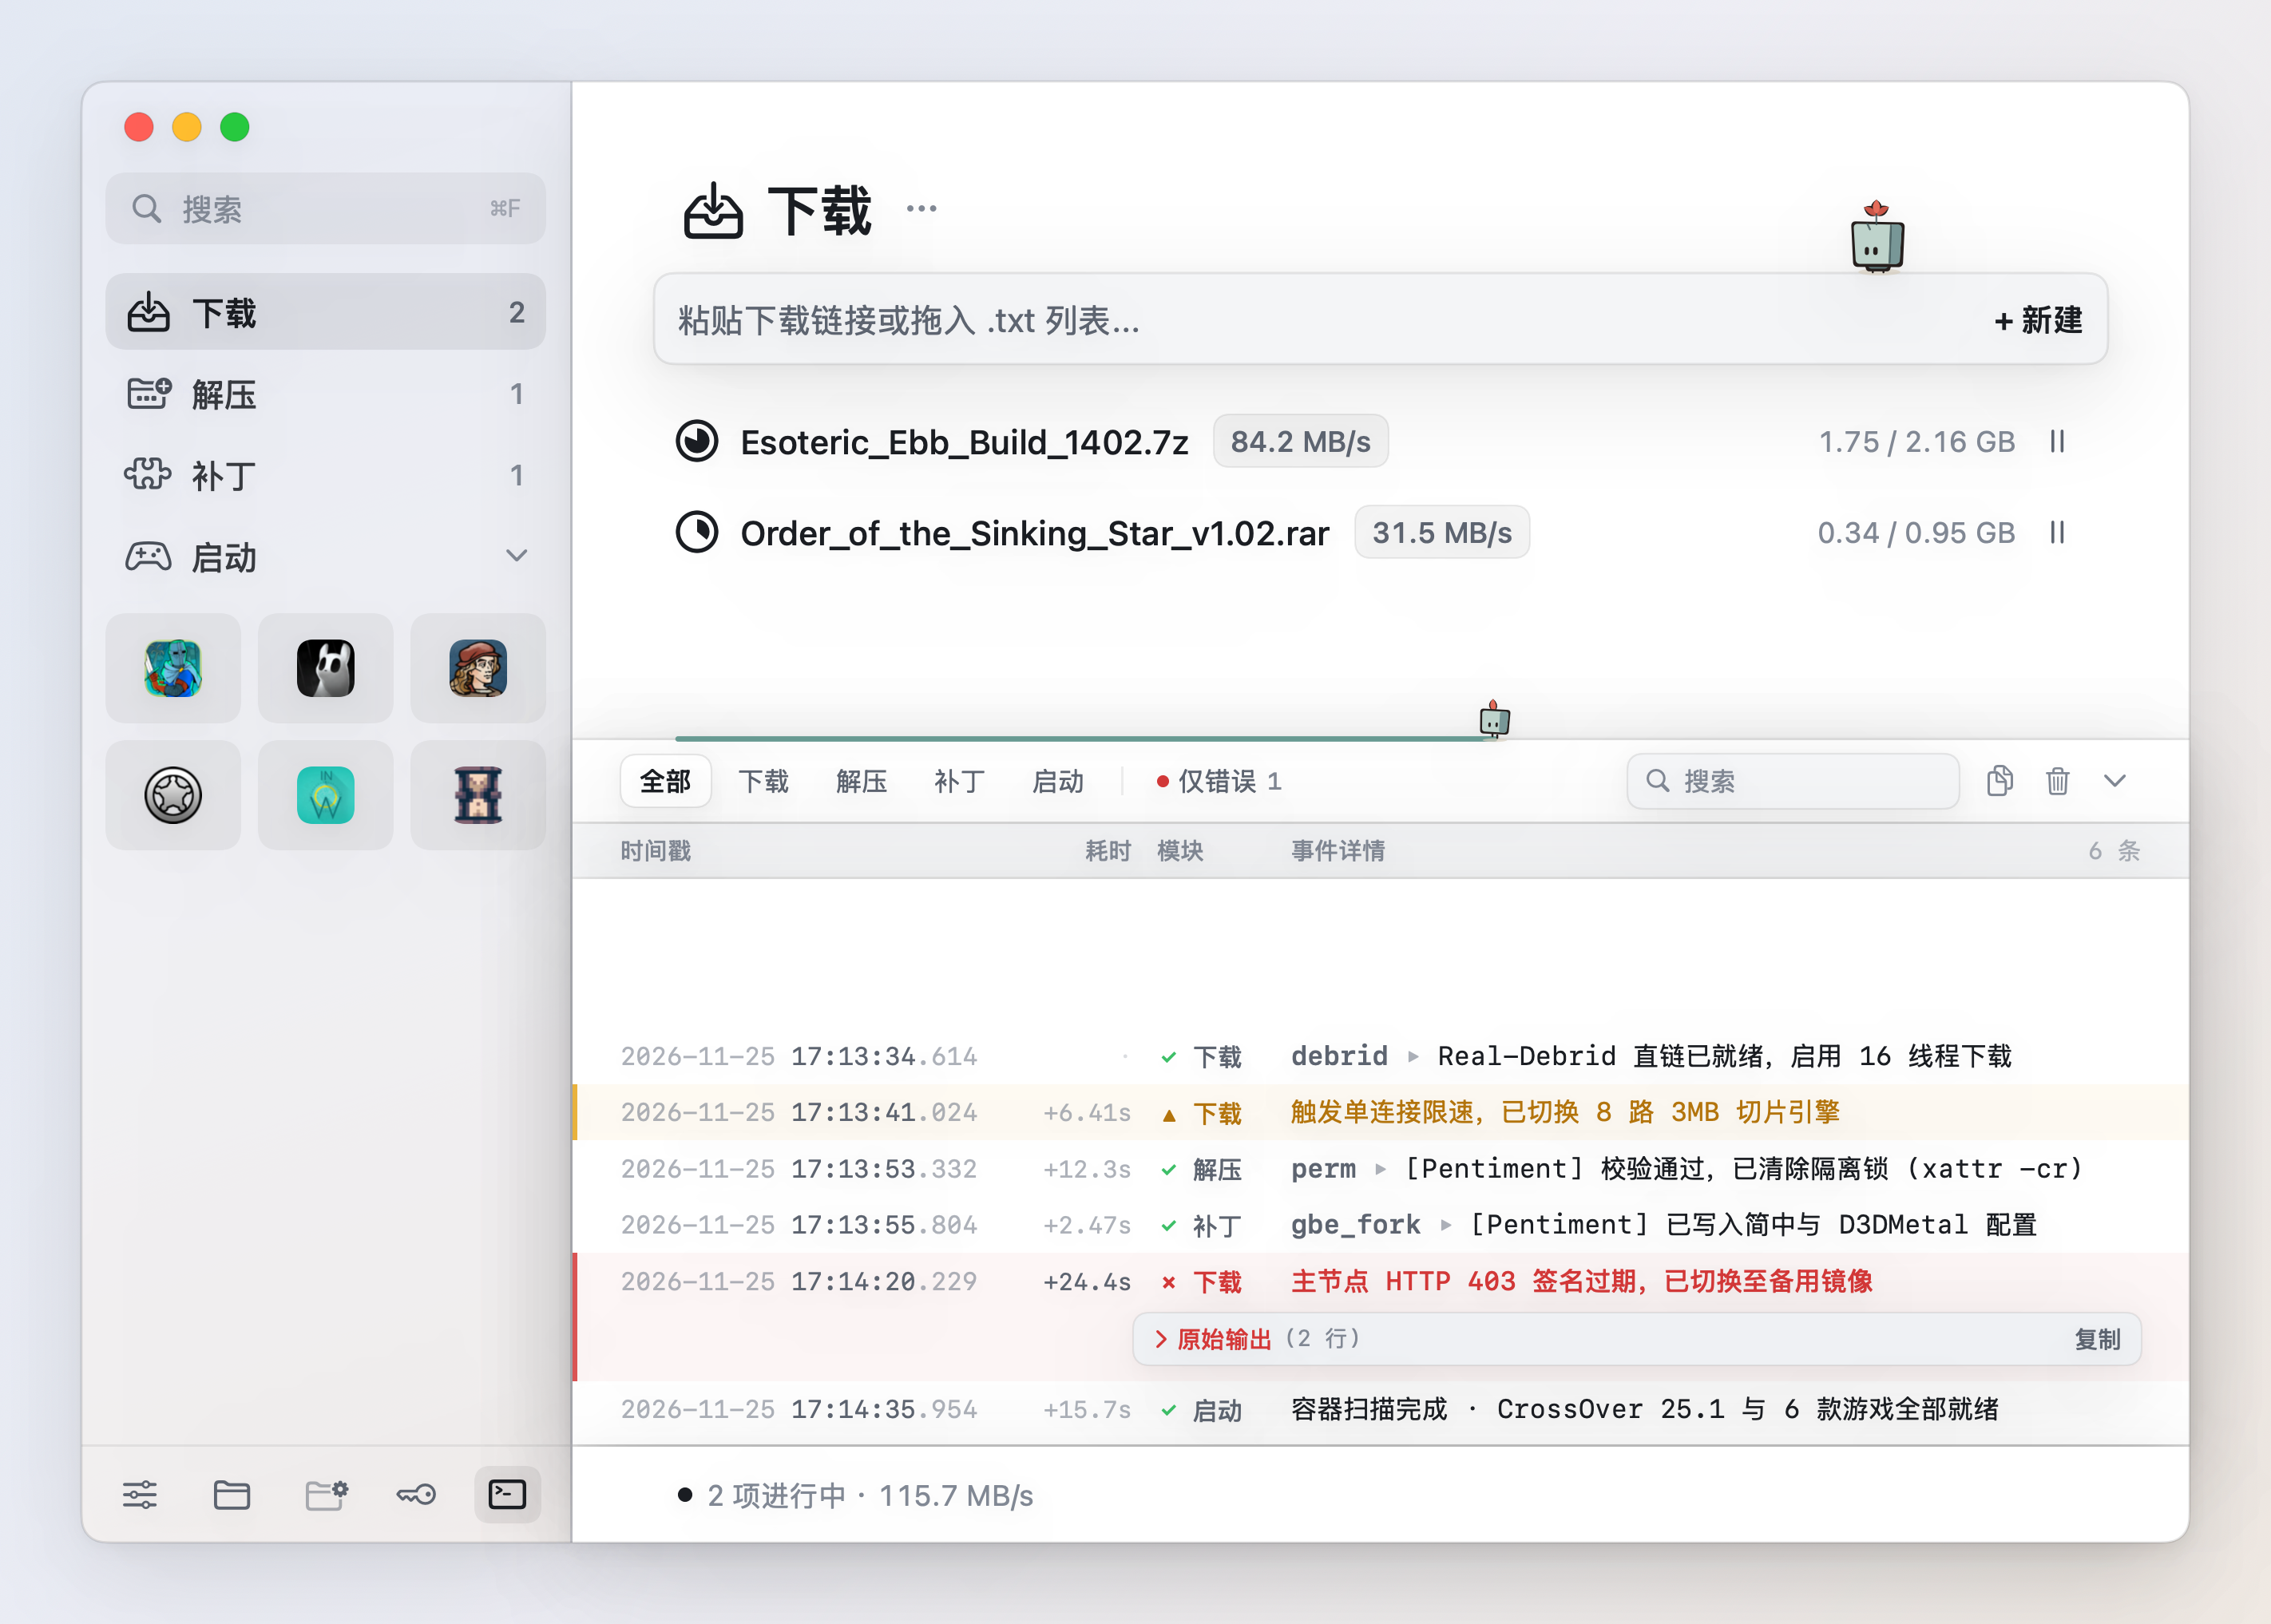 搜索 ⌘F
下载 2
解压 1
补丁 1
启动
下载 ···
粘贴下载链接或拖入 .txt 列表... + 新建
Esoteric_Ebb_Build_1402.7z 84.2 MB/s 1.75 / 2.16 GB
Order_of_the_Sinking_Star_v1.02.rar 31.5 MB/s 0.34 / 0.95 GB
IN
W
全部 下载 解压 补丁 启动 仅错误 1 搜索
时间戳 耗时 模块 事件详情 6 条
2026-11-25 17:13:34.614 · ✓ 下载 debrid ▸ Real-Debrid 直链已就绪，启用 16 线程下载
2026-11-25 17:13:41.024 +6.41s ▲ 下载 触发单连接限速，已切换 8 路 3MB 切片引擎
2026-11-25 17:13:53.332 +12.3s ✓ 解压 perm ▸ [Pentiment] 校验通过，已清除隔离锁 (xattr -cr)
2026-11-25 17:13:55.804 +2.47s ✓ 补丁 gbe_fork ▸ [Pentiment] 已写入简中与 D3DMetal 配置
2026-11-25 17:14:20.229 +24.4s × 下载 主节点 HTTP 403 签名过期，已切换至备用镜像
原始输出 (2 行) 复制
2026-11-25 17:14:35.954 +15.7s ✓ 启动 容器扫描完成 · CrossOver 25.1 与 6 款游戏全部就绪
2 项进行中 · 115.7 MB/s